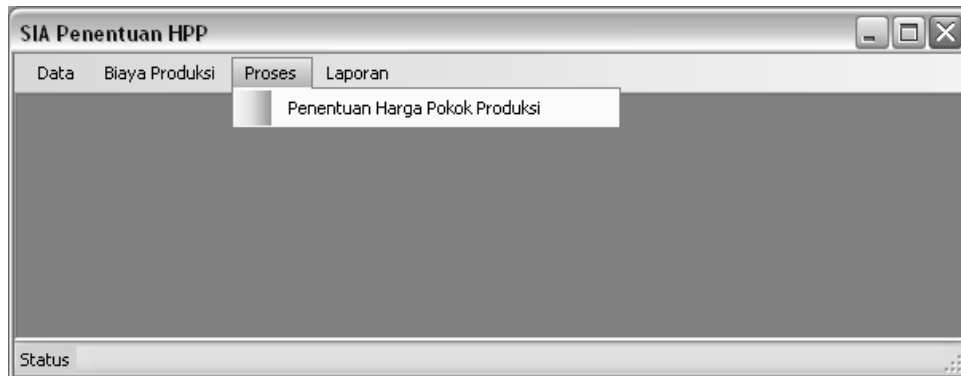 SIA Penentuan HPP
Data Biaya Produksi Proses Laporan
Penentuan Harga Pokok Produksi
Status